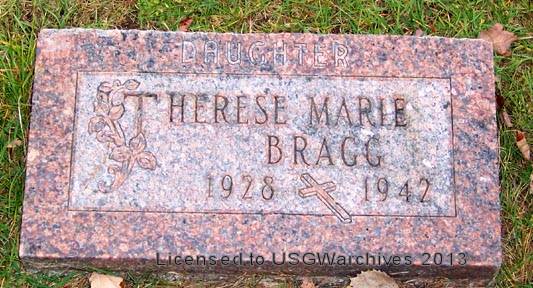 DAUGHTER
THERESE MARIE
BRAGG
1928 1942
Licensed to USGWarchives 2013